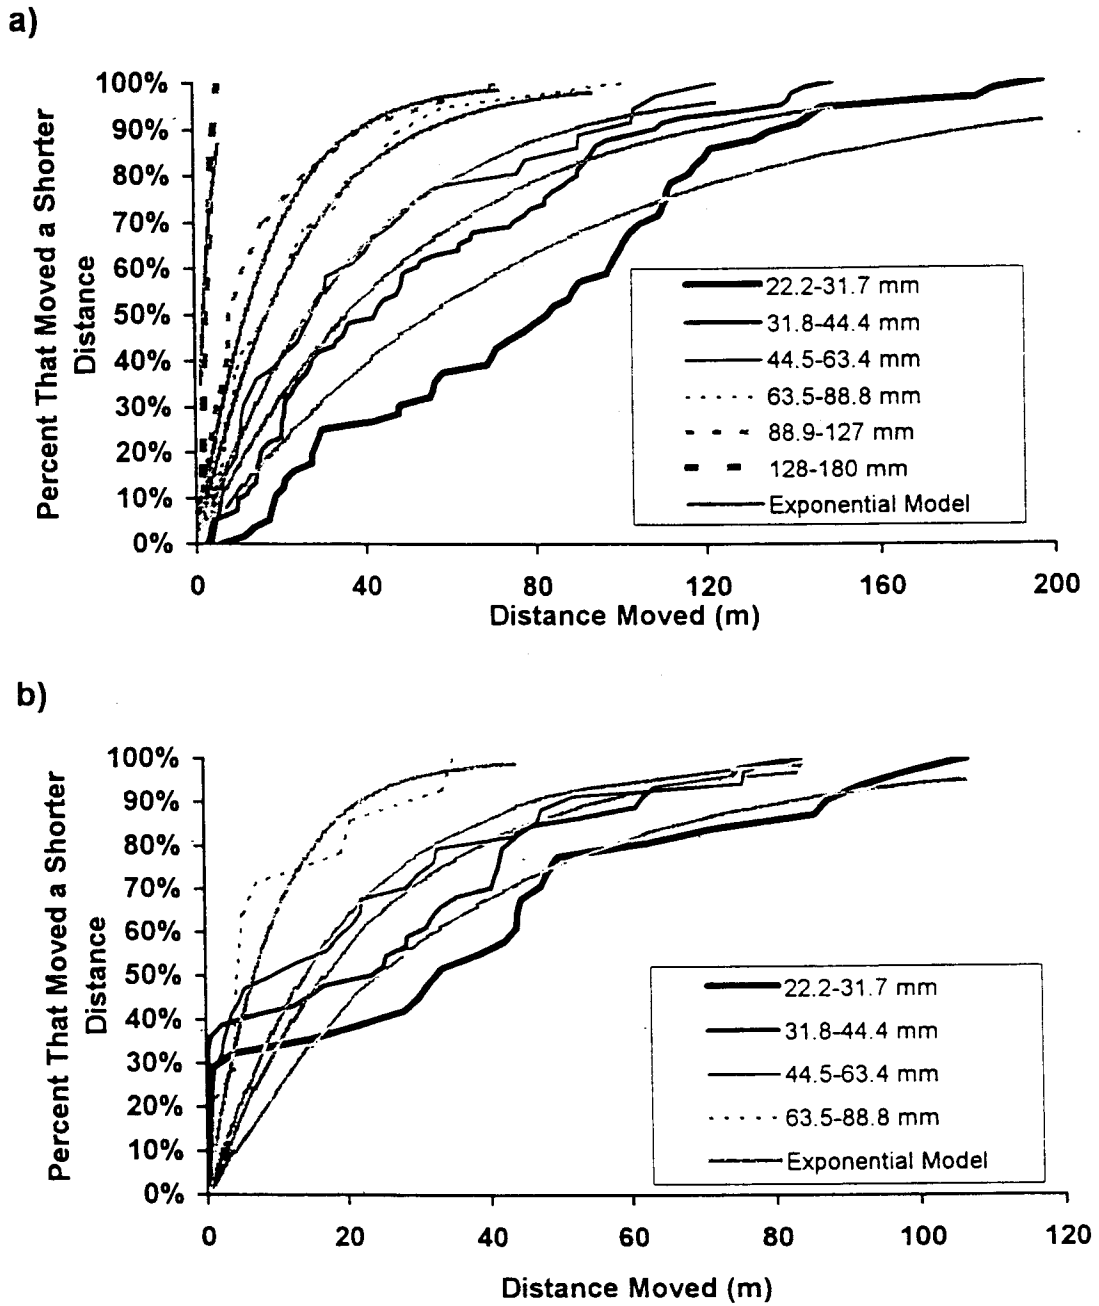 a)
Percent That Moved a Shorter
Distance
100%
90%
80%
70%
60%
50%
40%
30%
20%
10%
0%
0 40 80 120 160 200
Distance Moved (m)
22.2-31.7 mm
31.8-44.4 mm
44.5-63.4 mm
63.5-88.8 mm
88.9-127 mm
128-180 mm
Exponential Model
b)
Percent That Moved a Shorter
Distance
100%
90%
80%
70%
60%
50%
40%
30%
20%
10%
0%
0 20 40 60 80 100 120
Distance Moved (m)
22.2-31.7 mm
31.8-44.4 mm
44.5-63.4 mm
63.5-88.8 mm
Exponential Model